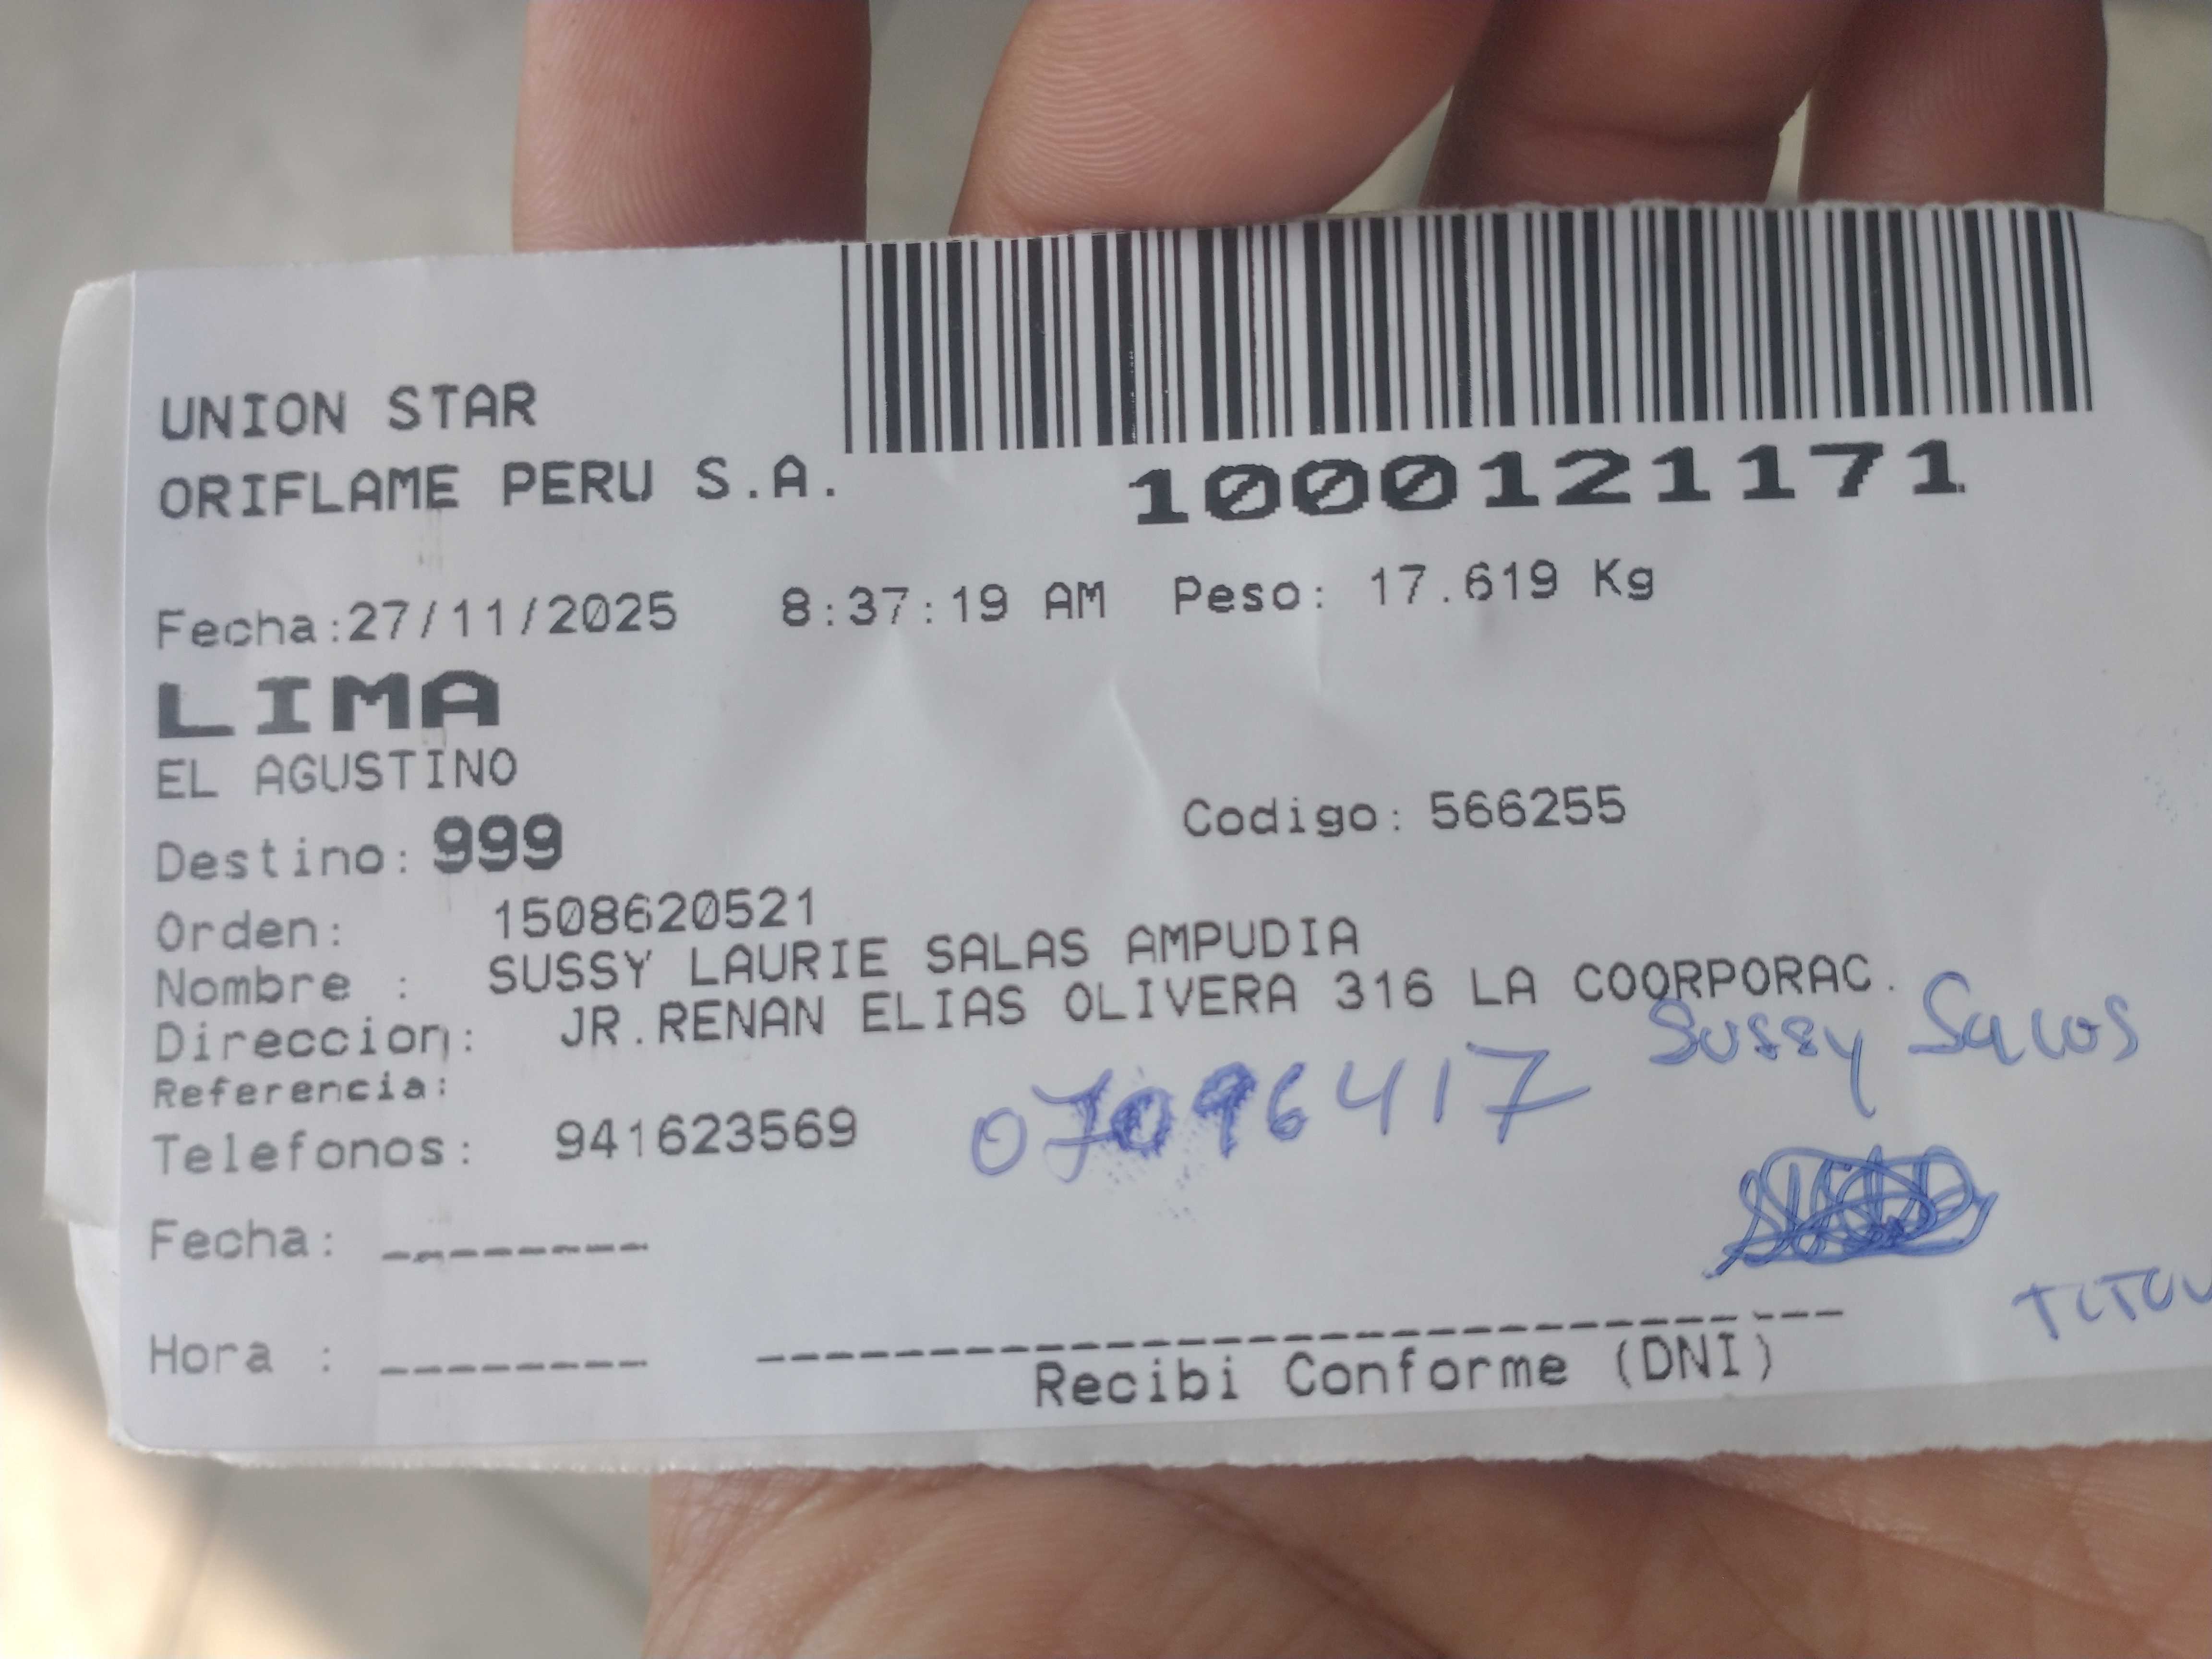 UNION STAR
ORIFLAME PERU S.A.
1000121171
Fecha:27/11/2025 8:37:19 AM Peso: 17.619 Kg
LIMA
EL AGUSTINO
Destino: 999 Codigo: 566255
Orden: 1508620521
Nombre : SUSSY LAURIE SALAS AMPUDIA
Direccion: JR.RENAN ELIAS OLIVERA 316 LA COORPORAC.
Sussy Salas
Referencia:
07096417
Telefonos: 941623569
Fecha: --------
Hora : --------
Recibi Conforme (DNI)